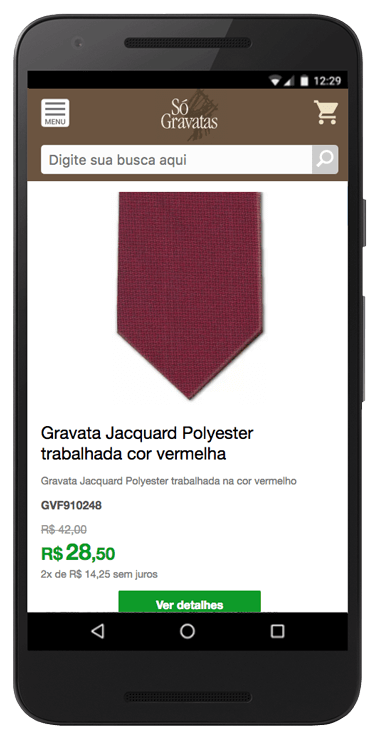 12:29
MENU
Só
Gravatas
Digite sua busca aqui
Gravata Jacquard Polyester
trabalhada cor vermelha
Gravata Jacquard Polyester trabalhada na cor vermelho
GVF910248
R$ 42,00
R$ 28,50
2x de R$ 14,25 sem juros
Ver detalhes